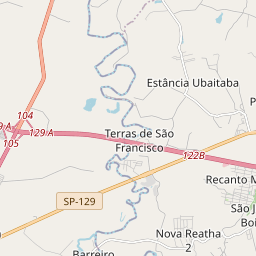 Estância Ubaitaba
P
104
129 A
129 A
105
Terras de São
Francisco
122B
Recanto M
SP-129
São J
Boi
Nova Reatha
2
Barreiro